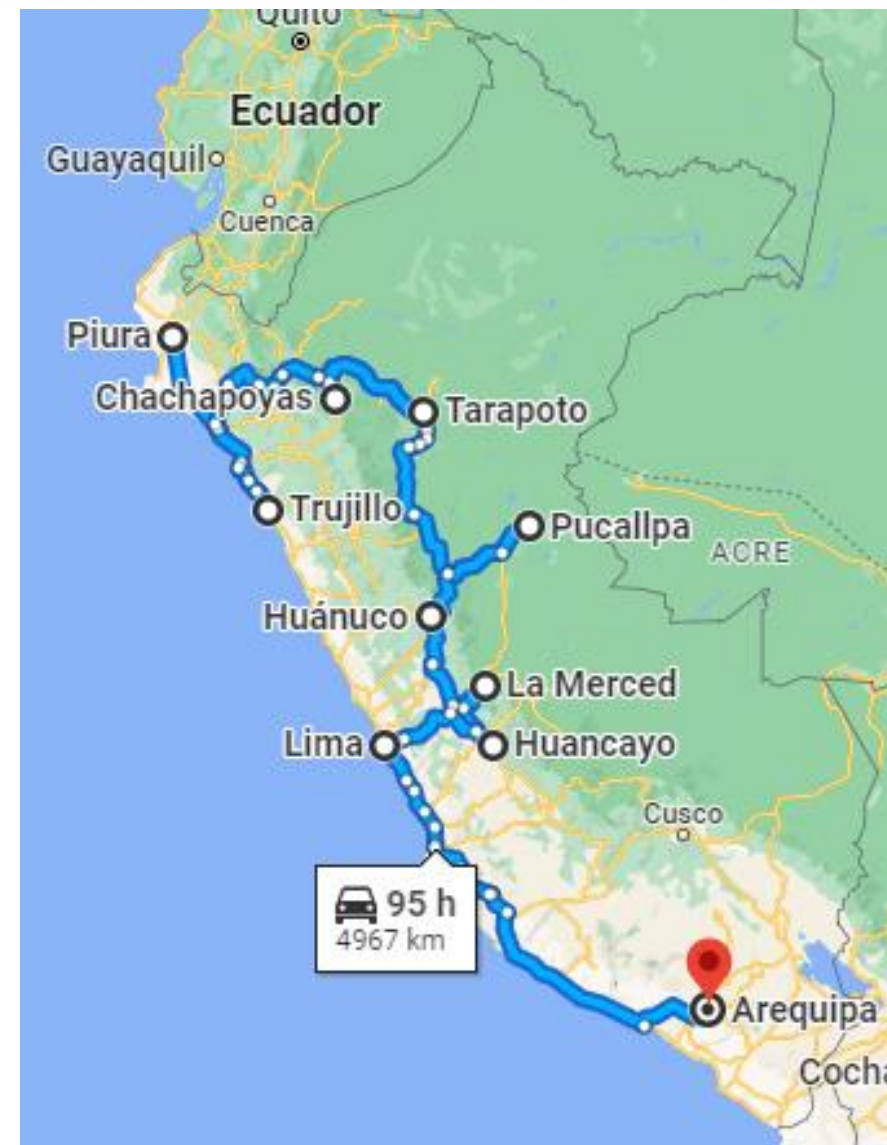 Quito
Ecuador
Guayaquil
Cuenca
Piura
Chachapoyas
Tarapoto
Trujillo
Pucallpa
ACRE
Huánuco
La Merced
Lima
Huancayo
Cusco
95 h
4967 km
Arequipa
Cocha